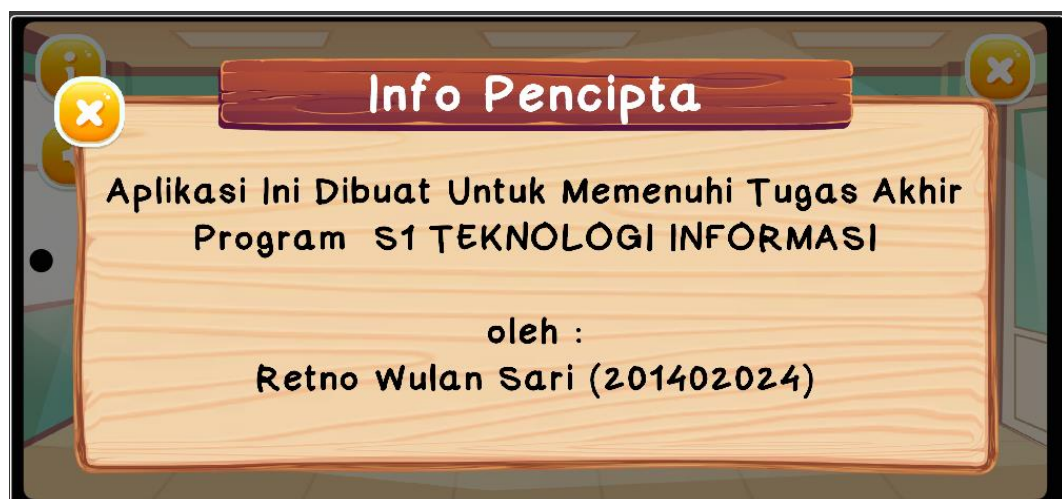 Info Pencipta
Aplikasi Ini Dibuat Untuk Memenuhi Tugas Akhir
Program S1 TEKNOLOGI INFORMASI
oleh :
Retno Wulan Sari (201402024)